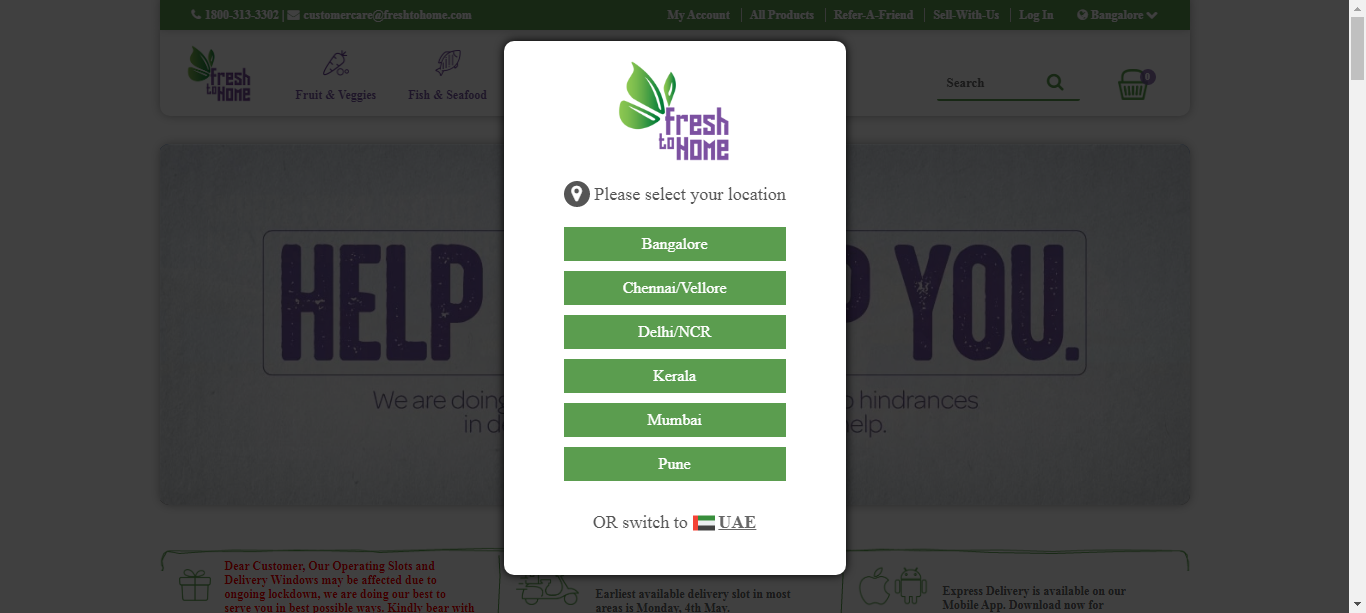 1800-313-3302 | customercare@freshtohome.com
My Account
All Products
Refer-A-Friend
Sell-With-Us
Log In
Bangalore
fresh
to HOME
Fruit & Veggies
Fish & Seafood
Search
0
fresh
to HOME
Please select your location
Bangalore
Chennai/Vellore
Delhi/NCR
Kerala
Mumbai
Pune
OR switch to UAE
HELP
YOU.
We are doing
hindrances
in
Dear Customer, Our Operating Slots and
Delivery Windows may be affected due to
ongoing lockdown, we are doing our best to
serve you in best possible ways. Kindly bear with
Earliest available delivery slot in most
areas is Monday, 4th May.
Express Delivery is available on our
Mobile App. Download now for